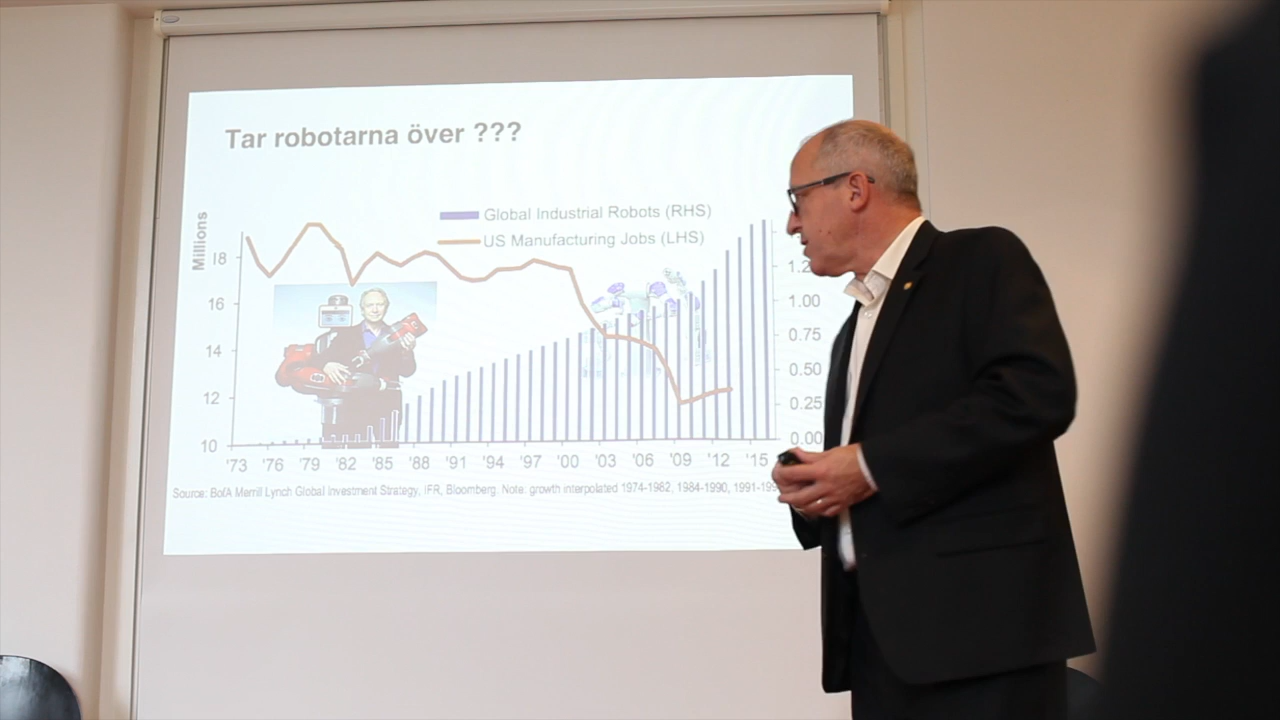 Tar robotarna över ???
Millions
Global Industrial Robots (RHS)
US Manufacturing Jobs (LHS)
18
16
14
12
10
1.2
1.00
0.75
0.50
0.25
0.00
'73 '76 '79 '82 '85 '88 '91 '94 '97 '00 '03 '06 '09 '12 '15
Source: BofA Merrill Lynch Global Investment Strategy, IFR, Bloomberg. Note: growth interpolated 1974-1982, 1984-1990,